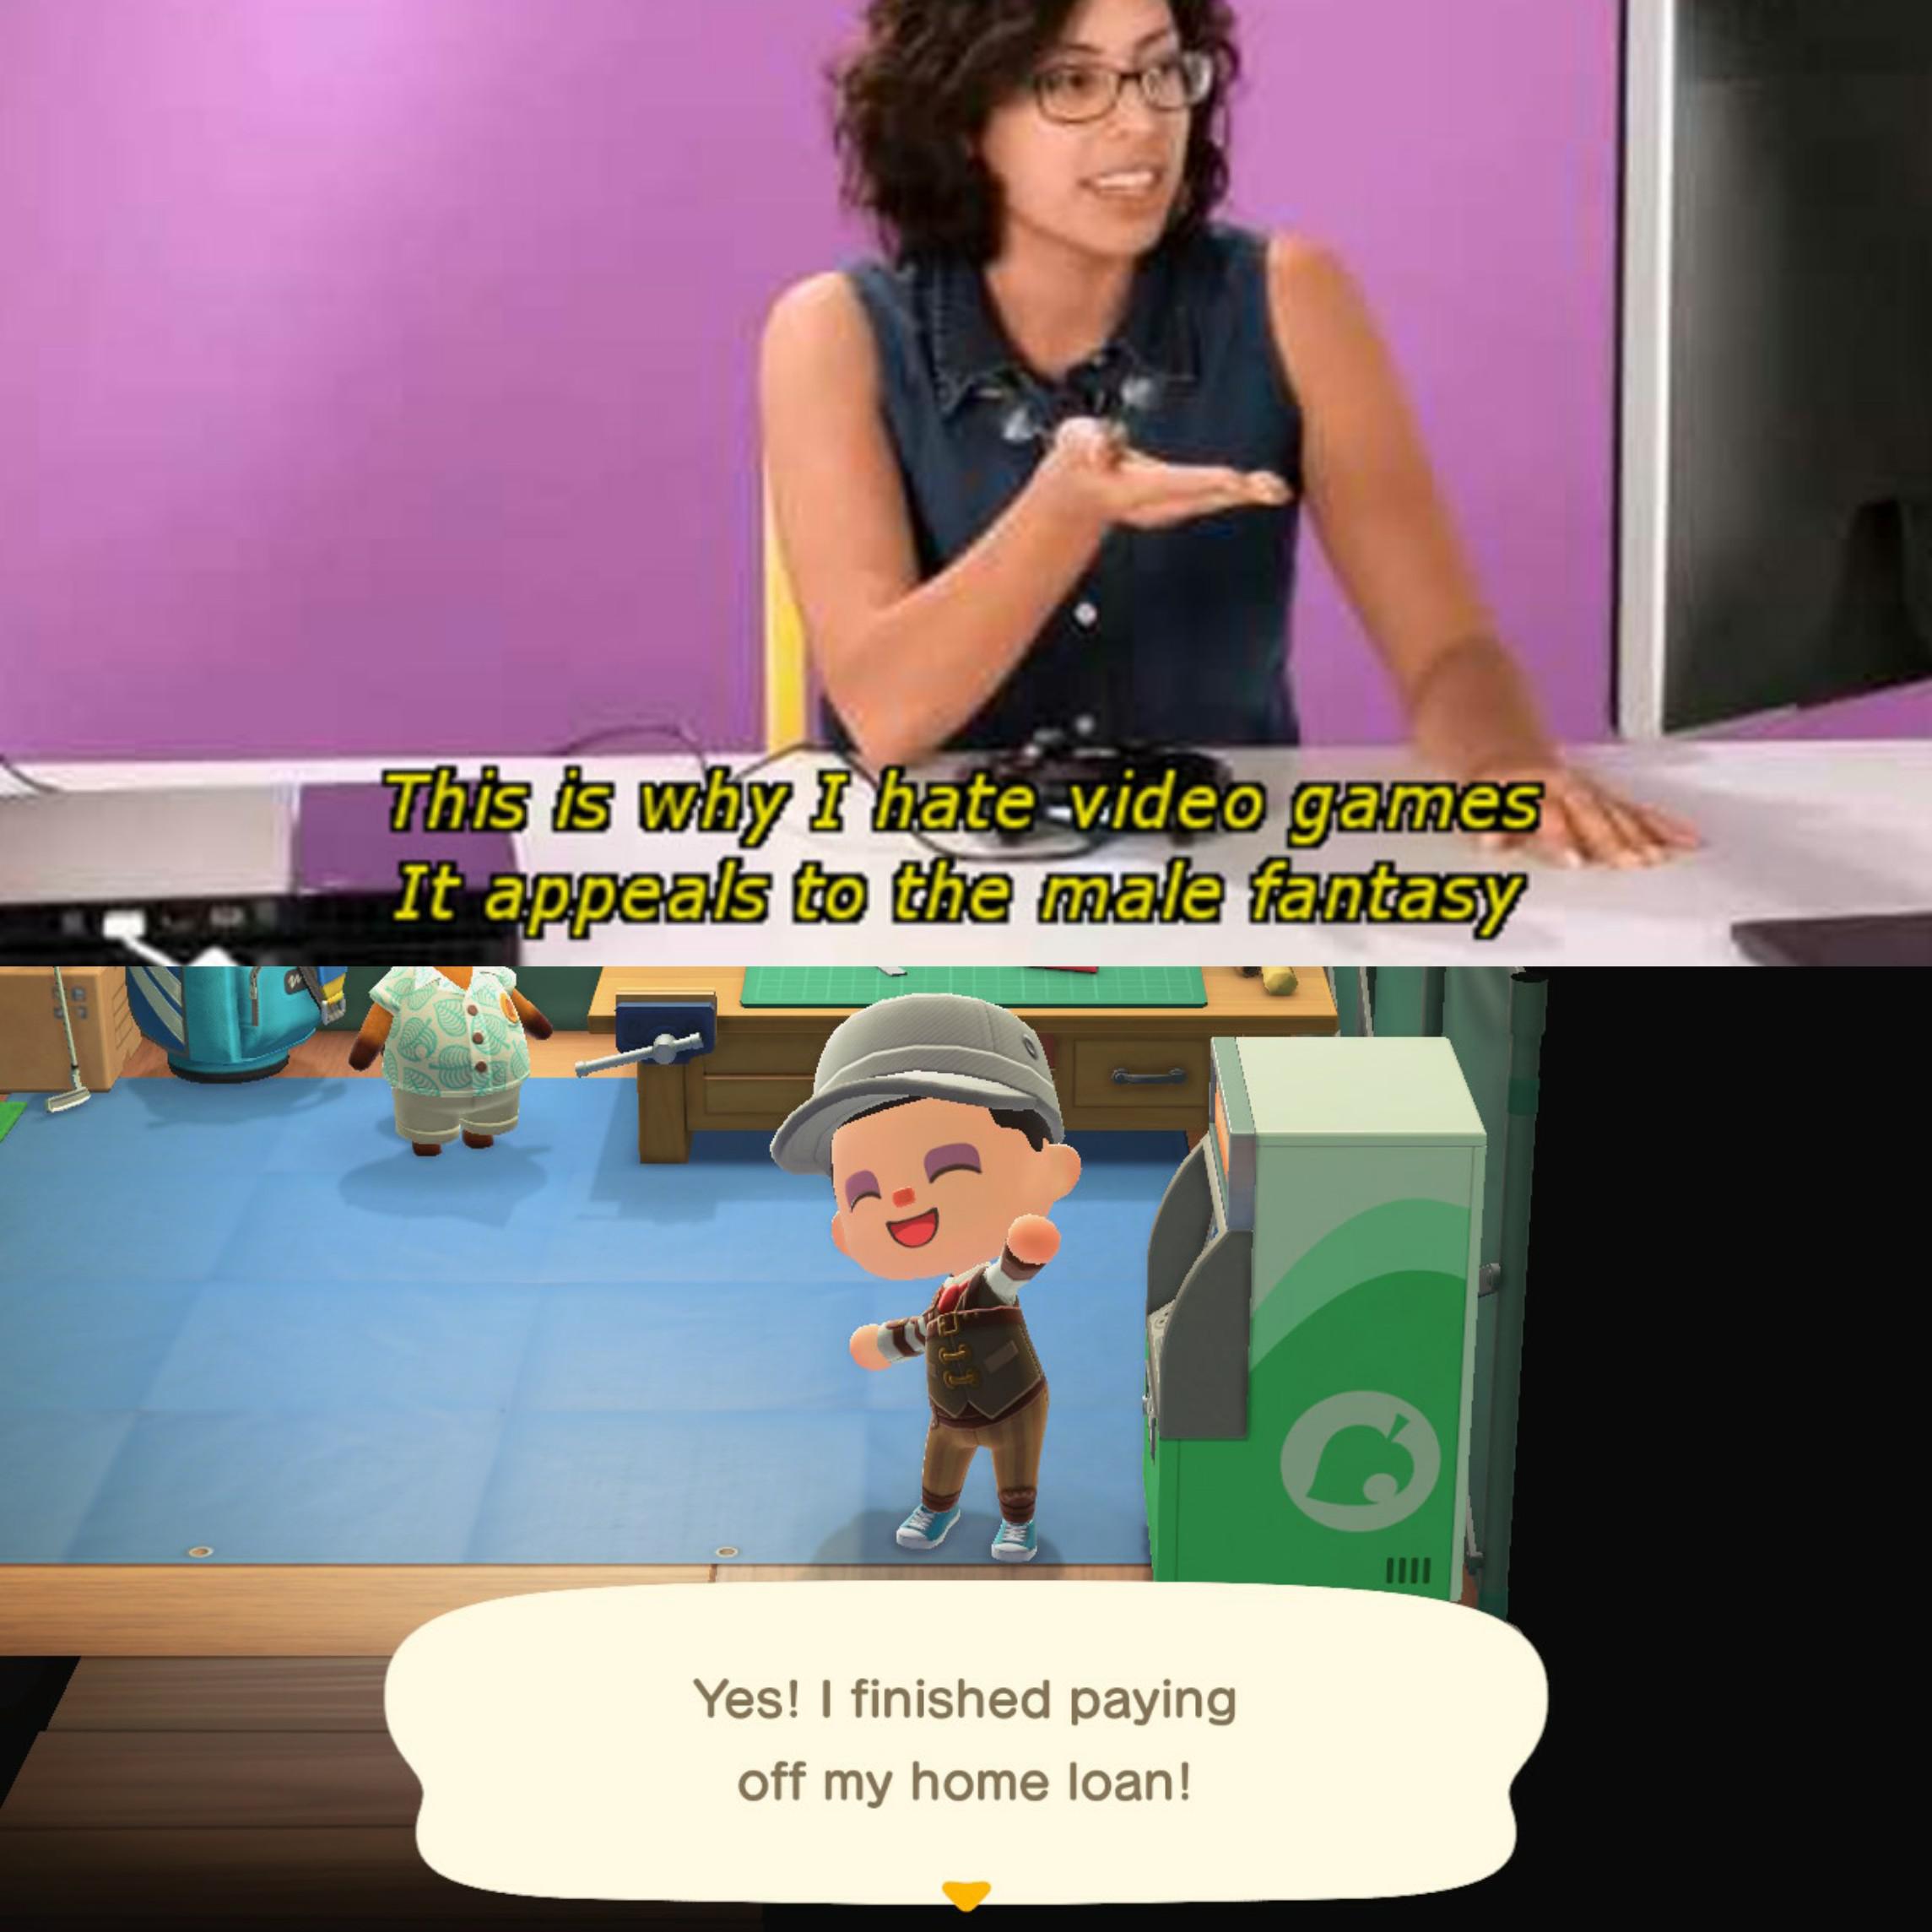 This is why I hate video games
It appeals to the male fantasy
Yes! I finished paying
off my home loan!